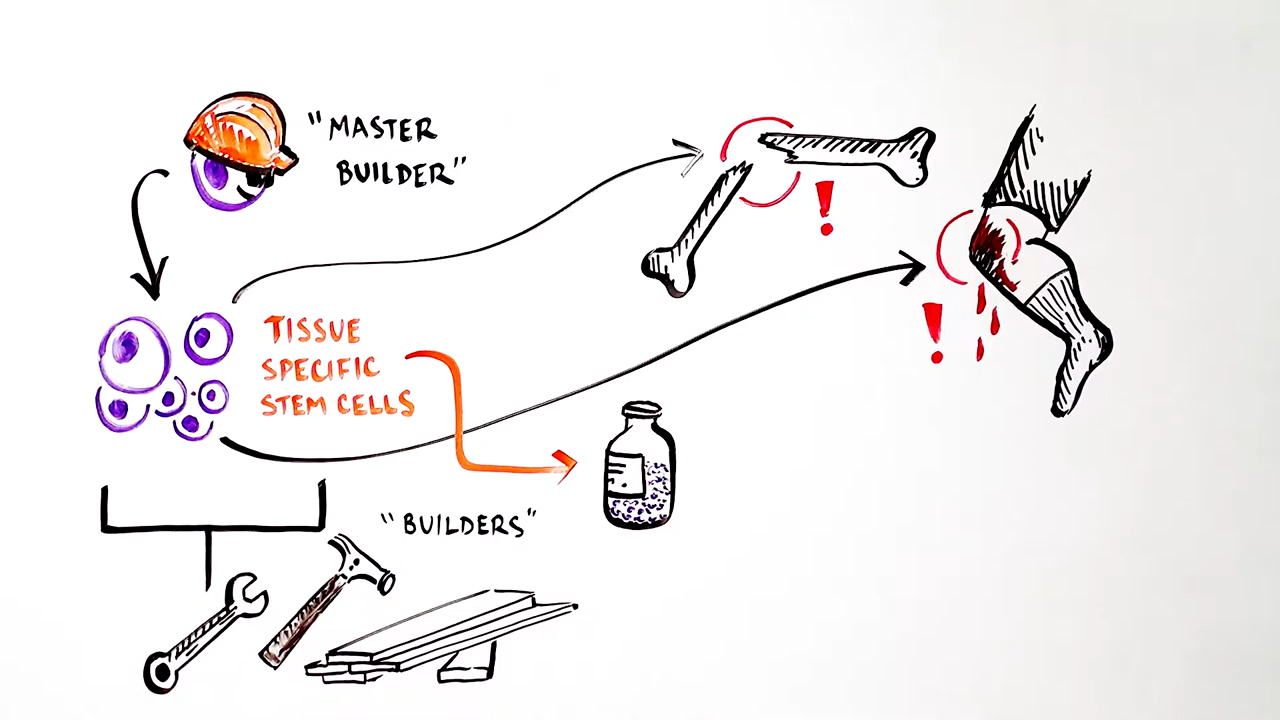 "MASTER
BUILDER"
TISSUE
SPECIFIC
STEM CELLS
"BUILDERS"